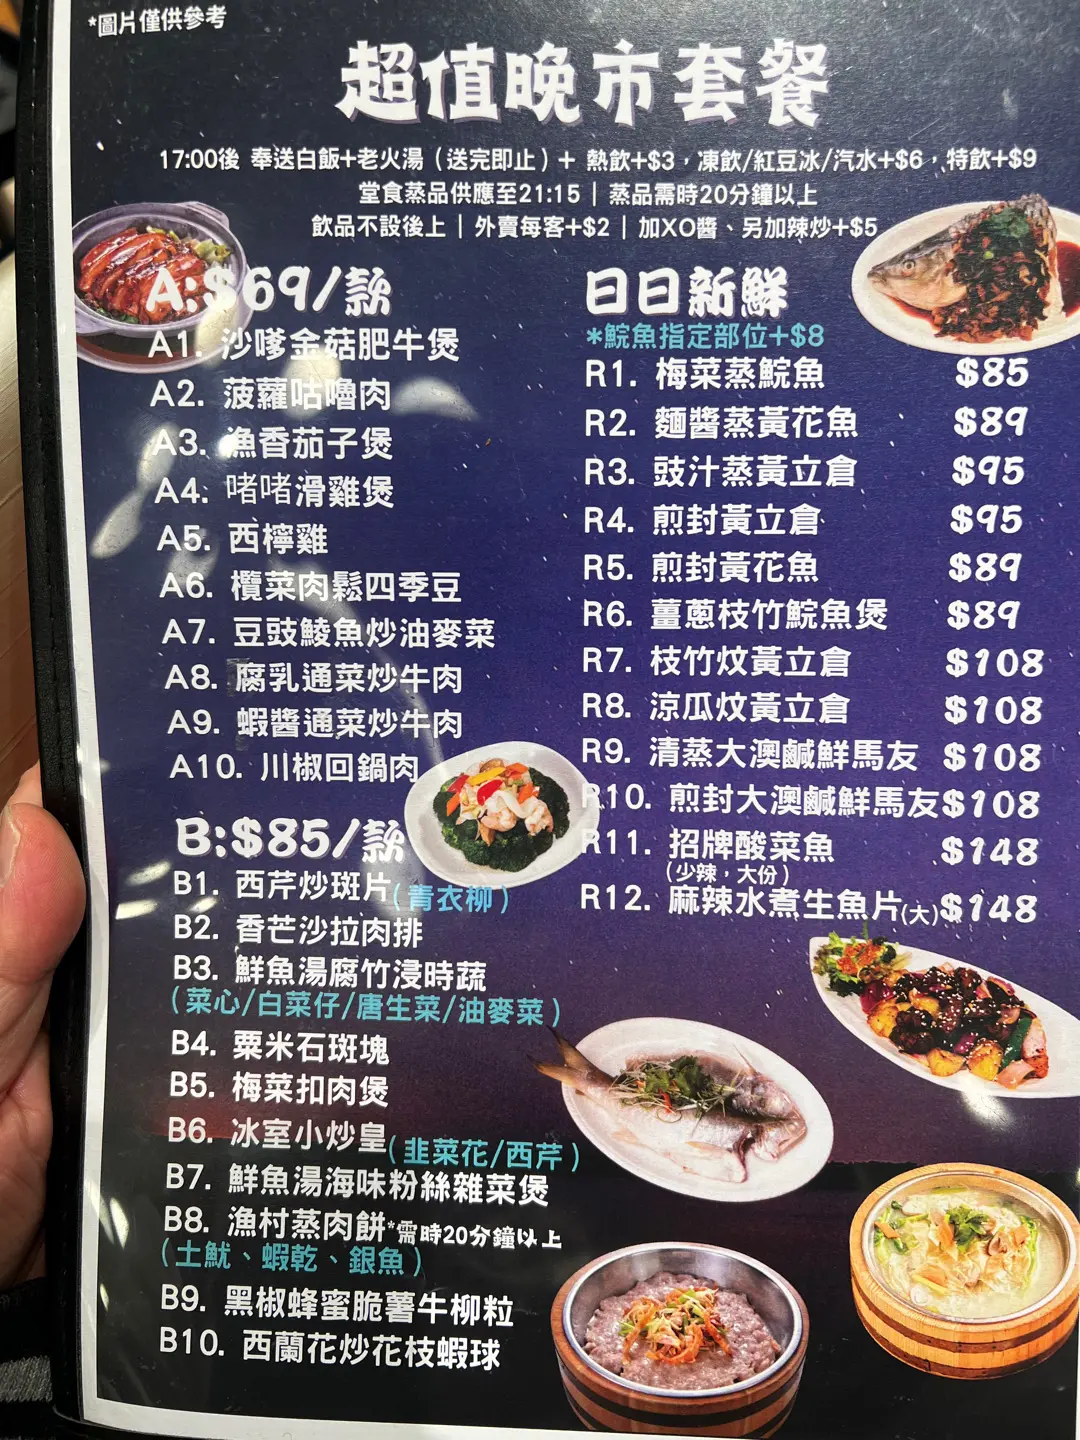 *圖片僅供參考
超值晚市套餐
17:00後 奉送白飯+老火湯（送完即止）+ 熱飲+$3，凍飲/紅豆冰/汽水+$6，特飲+$9
堂食蒸品供應至21:15 | 蒸品需時20分鐘以上
飲品不設後上 | 外賣每客+$2 | 加XO醬、另加辣炒+$5
A:$69/款
A1. 沙嗲金菇肥牛煲
A2. 菠蘿咕嚕肉
A3. 漁香茄子煲
A4. 啫啫滑雞煲
A5. 西檸雞
A6. 欖菜肉鬆四季豆
A7. 豆豉鯪魚炒油麥菜
A8. 腐乳通菜炒牛肉
A9. 蝦醬通菜炒牛肉
A10. 川椒回鍋肉
B:$85/款
B1. 西芹炒斑片（青衣柳）
B2. 香芒沙拉肉排
B3. 鮮魚湯腐竹浸時蔬
（菜心/白菜仔/唐生菜/油麥菜）
B4. 粟米石斑塊
B5. 梅菜扣肉煲
B6. 冰室小炒皇（韭菜花/西芹）
B7. 鮮魚湯海味粉絲雜菜煲
B8. 漁村蒸肉餅*需時20分鐘以上
（土魷、蝦乾、銀魚）
B9. 黑椒蜂蜜脆薯牛柳粒
B10. 西蘭花炒花枝蝦球
日日新鮮
*鯇魚指定部位+$8
R1. 梅菜蒸鯇魚 $85
R2. 麵醬蒸黃花魚 $89
R3. 豉汁蒸黃立倉 $95
R4. 煎封黃立倉 $95
R5. 煎封黃花魚 $89
R6. 薑蔥枝竹鯇魚煲 $89
R7. 枝竹炆黃立倉 $108
R8. 涼瓜炆黃立倉 $108
R9. 清蒸大澳鹹鮮馬友 $108
R10. 煎封大澳鹹鮮馬友 $108
R11. 招牌酸菜魚 $148
（少辣，大份）
R12. 麻辣水煮生魚片(大) $148